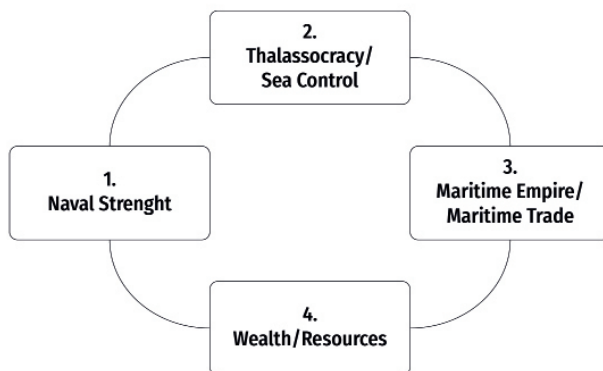 2.
Thalassocracy/
Sea Control
1.
Naval Strenght
3.
Maritime Empire/
Maritime Trade
4.
Wealth/Resources